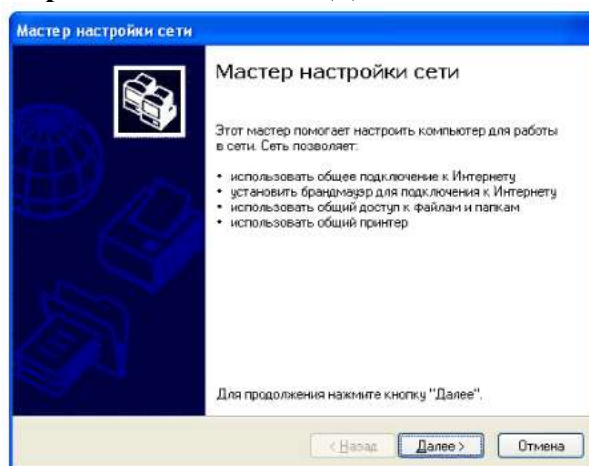 Мастер настройки сети
Мастер настройки сети
Этот мастер помогает настроить компьютер для работы
в сети. Сеть позволяет:
• использовать общее подключение к Интернету
• установить брандмауэр для подключения к Интернету
• использовать общий доступ к файлам и папкам
• использовать общий принтер
Для продолжения нажмите кнопку "Далее".
< Назад Далее > Отмена